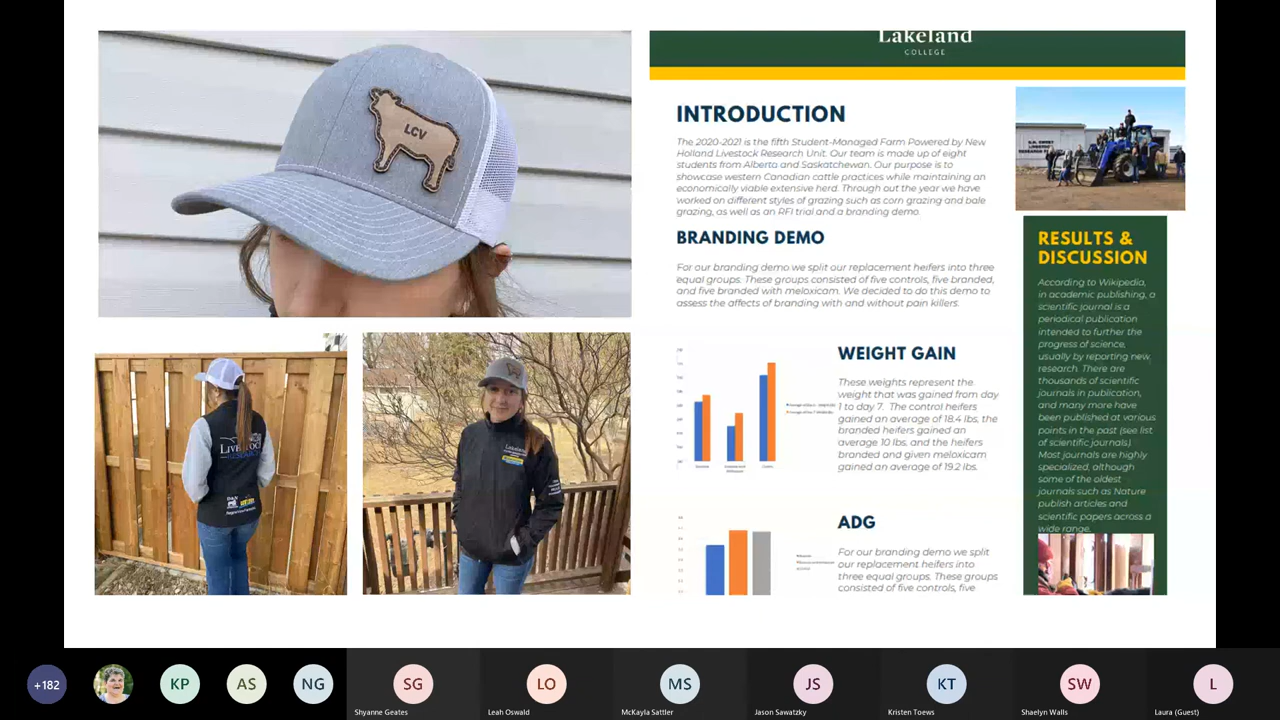 LCV
Lakeland
COLLEGE
INTRODUCTION
The 2020-2021 is the fifth Student-Managed Farm Powered by New
Holland Livestock Research Unit. Our team is made up of eight
students from Alberta and Saskatchewan. Our purpose is to
showcase western Canadian cattle practices while maintaining an
economically viable extensive herd. Through out the year we have
worked on different styles of grazing such as corn grazing and bale
grazing, as well as an RFI trial and a branding demo.
BRANDING DEMO
For our branding demo we split our replacement heifers into three
equal groups. These groups consisted of five controls, five branded,
and five branded with meloxicam. We decided to do this demo to
assess the affects of branding with and without pain killers.
WEIGHT GAIN
These weights represent the
weight that was gained from day
1 to day 7. The control heifers
gained an average of 18.4 lbs, the
branded heifers gained an
average 10 lbs. and the heifers
branded and given meloxicam
gained an average of 19.2 lbs.
ADG
For our branding demo we split
our replacement heifers into
three equal groups. These groups
consisted of five controls, five
RESULTS &
DISCUSSION
According to Wikipedia,
in academic publishing, a
scientific journal is a
periodical publication
intended to further the
progress of science,
usually by reporting new
research. There are
thousands of scientific
journals in publication,
and many more have
been published at various
points in the past (see list
of scientific journals)
Most journals are highly
specialized, although
some of the oldest
journals such as Nature
publish articles and
scientific papers across a
wide range.
Lakeland
+182
KP
AS
NG
SG
Shyanne Geates
LO
Leah Oswald
MS
McKayla Sattler
JS
Jason Sawatzky
KT
Kristen Toews
SW
Shaelyn Walls
L
Laura (Guest)